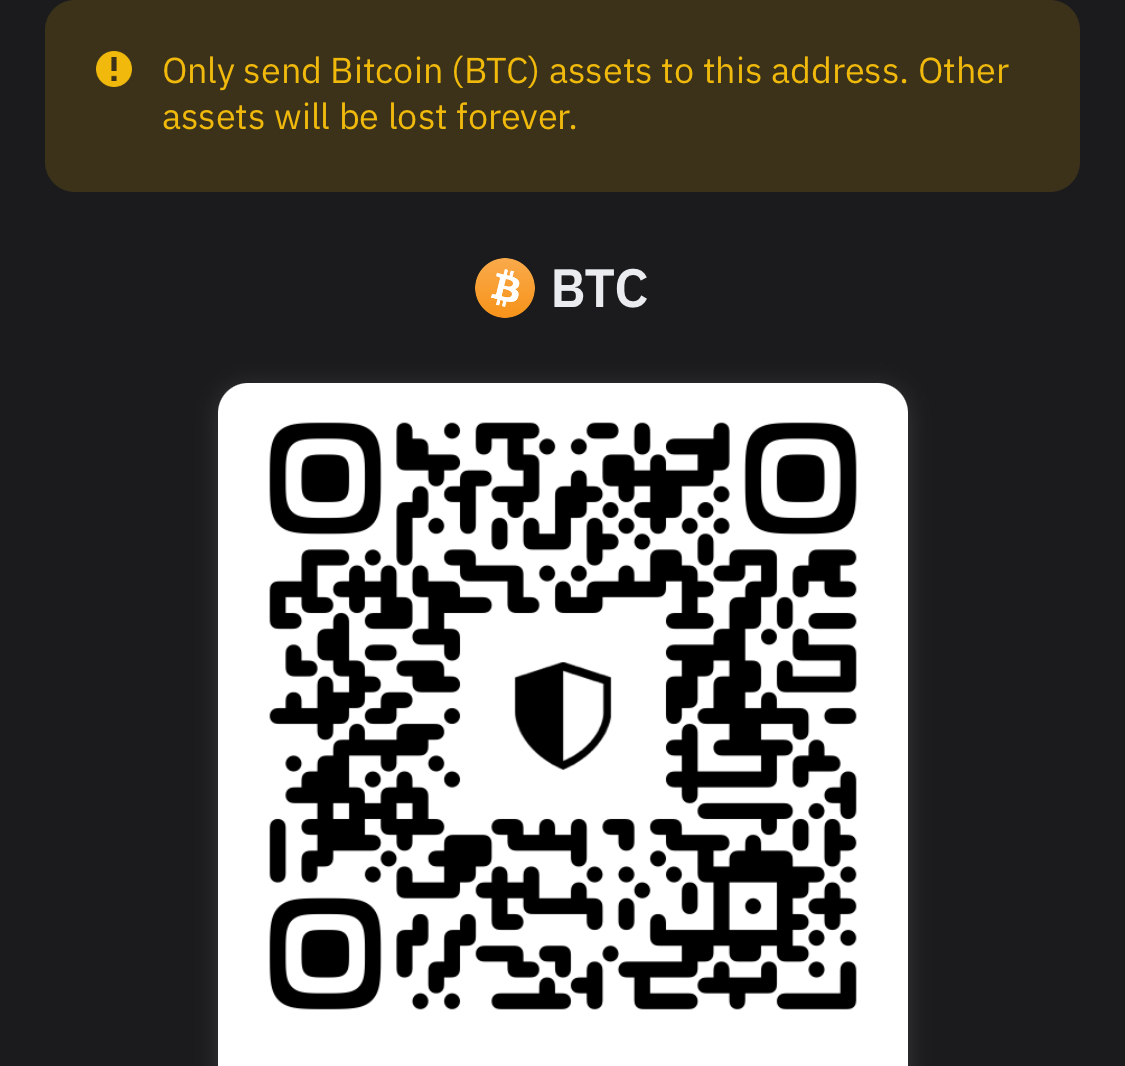 Only send Bitcoin (BTC) assets to this address. Other
assets will be lost forever.
BTC